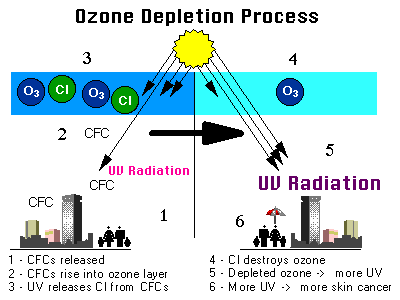 Ozone Depletion Process
3
4
O3
Cl
O3
Cl
O3
2
CFC
5
UV Radiation
CFC
UV Radiation
CFC
1
6
1 - CFCs released
2 - CFCs rise into ozone layer
3 - UV releases Cl from CFCs
4 - Cl destroys ozone
5 - Depleted ozone -> more UV
6 - More UV -> more skin cancer